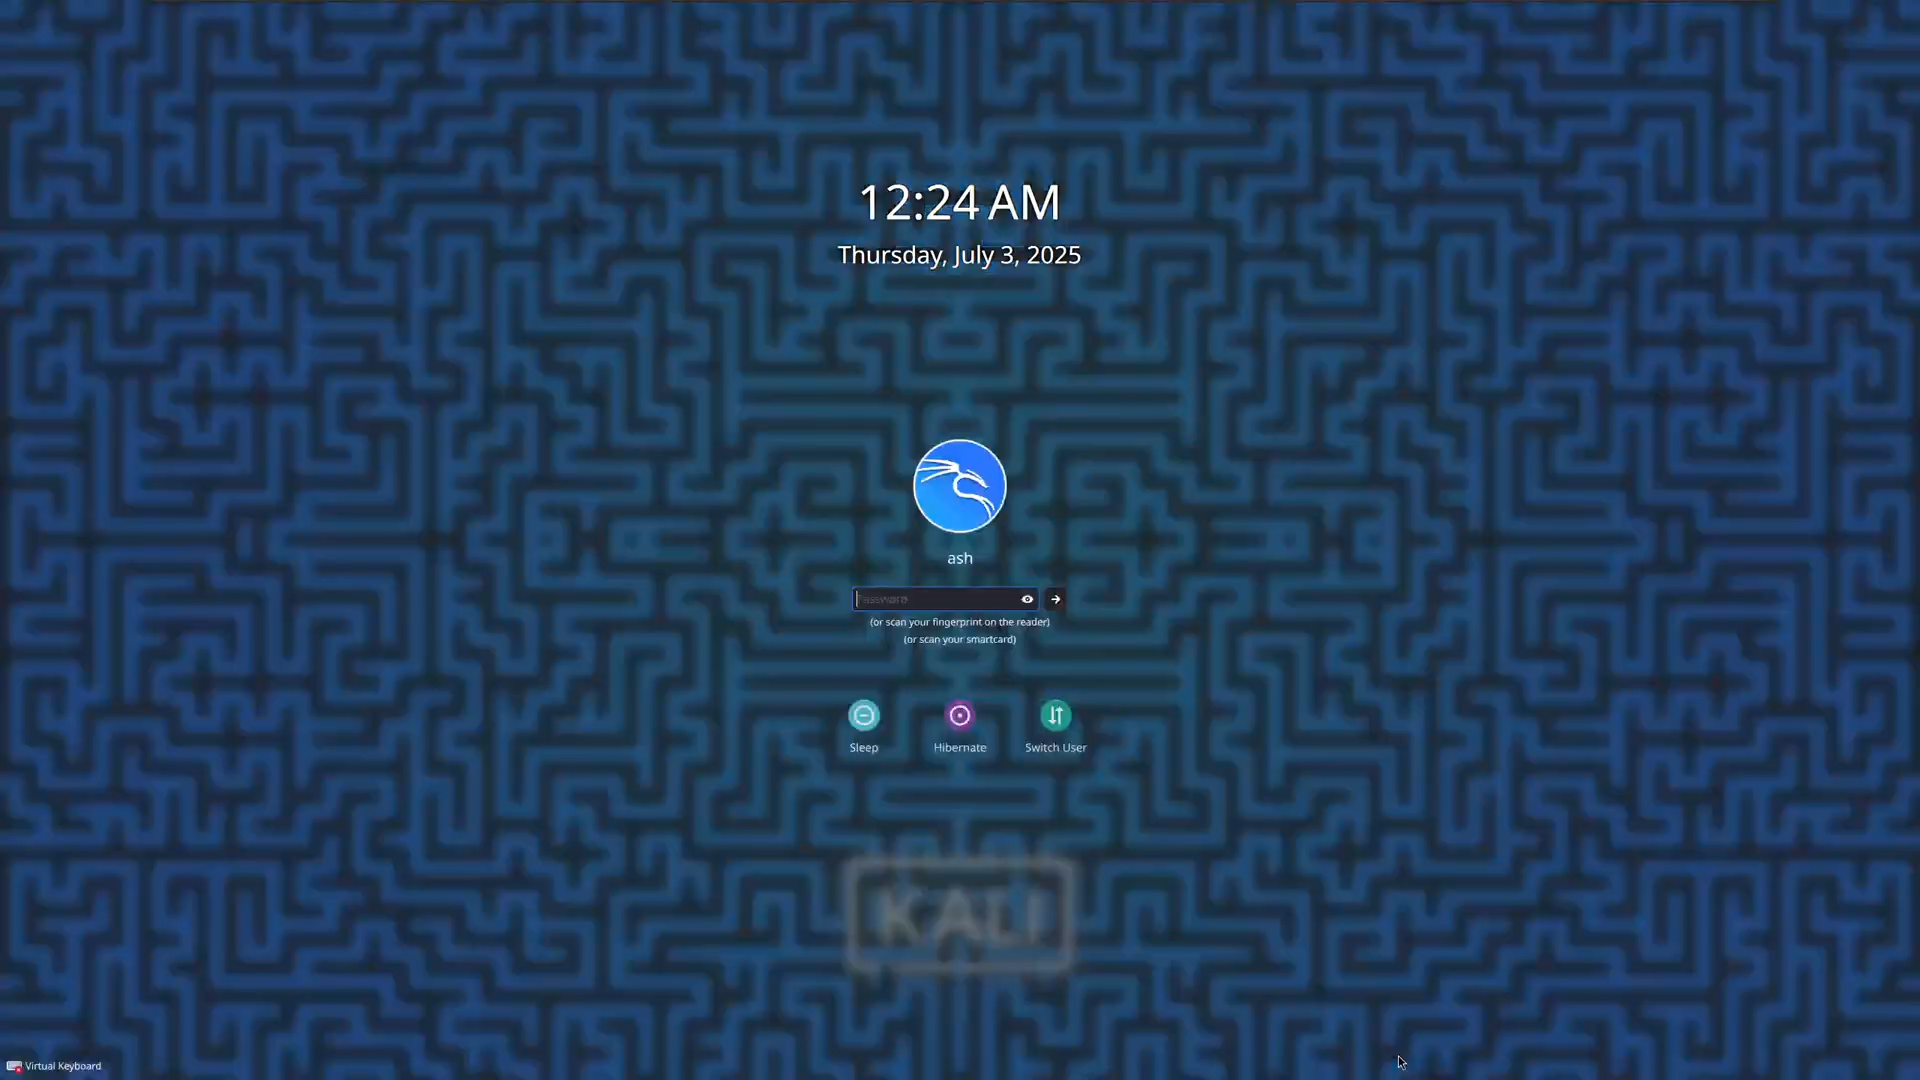 12:24 AM
Thursday, July 3, 2025
ash
Password
(or scan your fingerprint on the reader)
(or scan your smartcard)
Sleep
Hibernate
Switch User
KALI
Virtual Keyboard